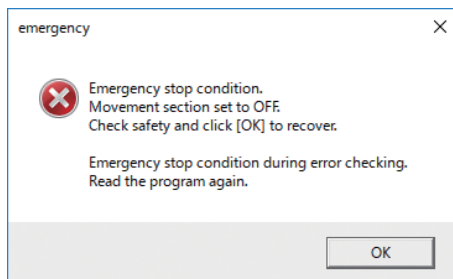 emergency
Emergency stop condition.
Movement section set to OFF.
Check safety and click [OK] to recover.
Emergency stop condition during error checking.
Read the program again.
OK